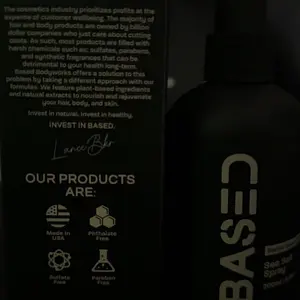 The cosmetics industry prioritizes profits at the
expense of customer wellbeing. The majority of
hair and body products are owned by billion
dollar companies who just care about cutting
costs. As such, most products are filled with
harsh chemicals such as; sulfates, parabens,
and synthetic fragrances that can be
detrimental to your health long-term.
Based Bodyworks offers a solution to this
problem by taking a different approach with our
formulas. We feature plant-based ingredients
and natural extracts to nourish and rejuvenate
your hair, body, and skin.
Invest in natural. Invest in healthy.
INVEST IN BASED.
OUR PRODUCTS
ARE:
Made in
USA
Phthalate
Free
Sulfate
Free
Paraben
Free
BASED
Sea Salt
Spray